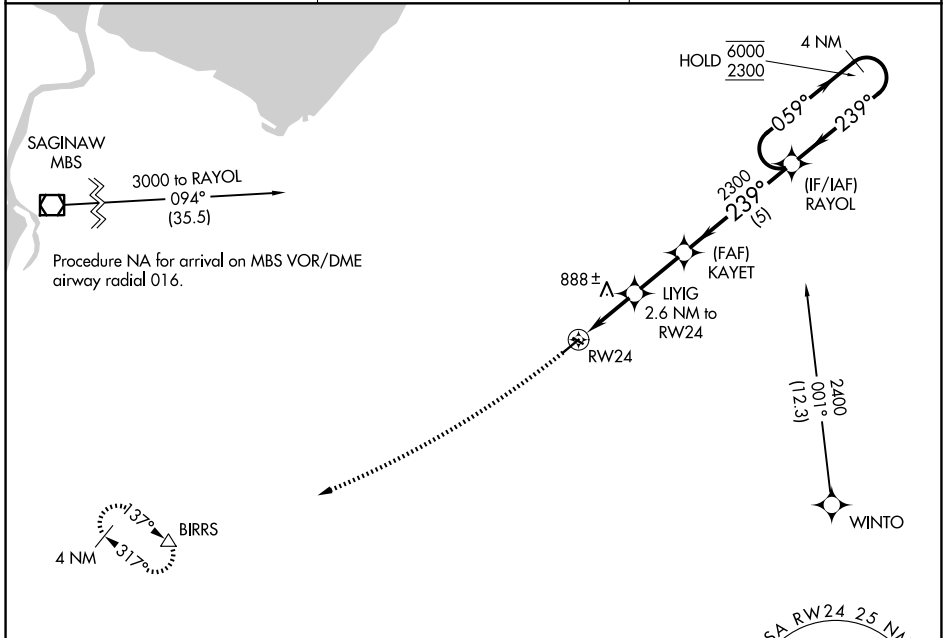 HOLD 6000
2300
4 NM
059°
239°
SAGINAW
MBS
3000 to RAYOL
094°
(35.5)
2300
239°
(5)
(IF/IAF)
RAYOL
Procedure NA for arrival on MBS VOR/DME
airway radial 016.
(FAF)
KAYET
888±
LIYIG
2.6 NM to
RW24
RW24
2400
001°
(12.3)
WINTO
137°
BIRRS
4 NM
317°
SA RW24 25 NM